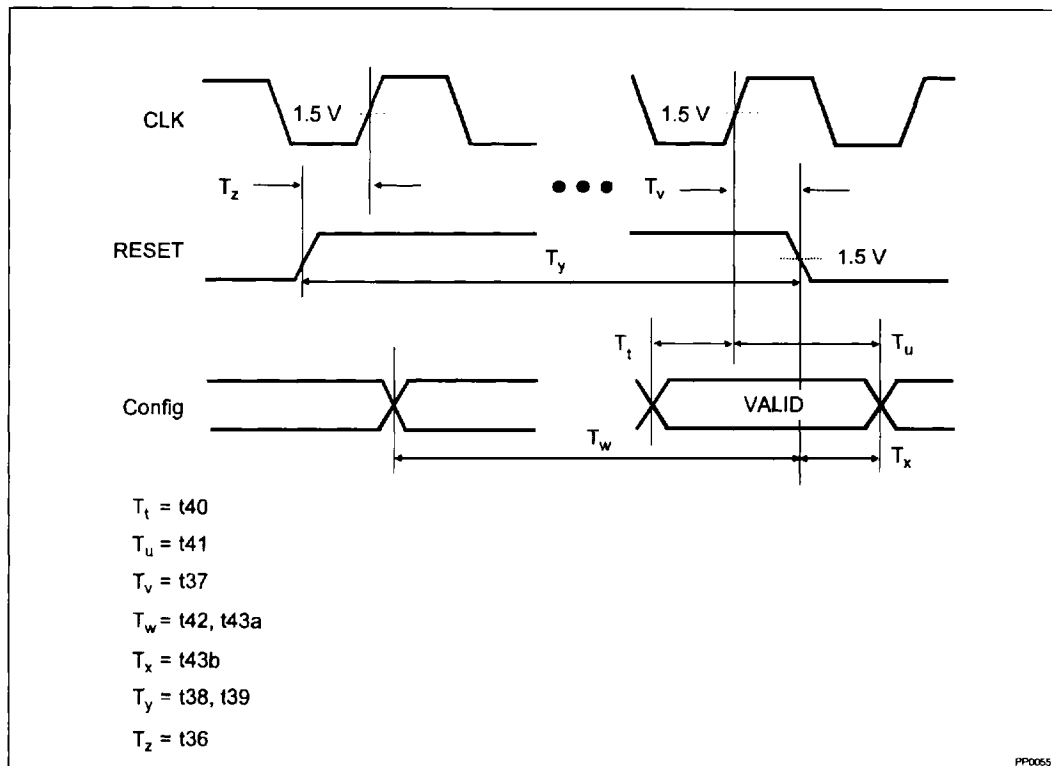 CLK
1.5 V
1.5 V
Tz
Tv
RESET
Ty
1.5 V
Tt
Tu
Config
VALID
Tw
Tx
Tt = t40
Tu = t41
Tv = t37
Tw = t42, t43a
Tx = t43b
Ty = t38, t39
Tz = t36
PP0055